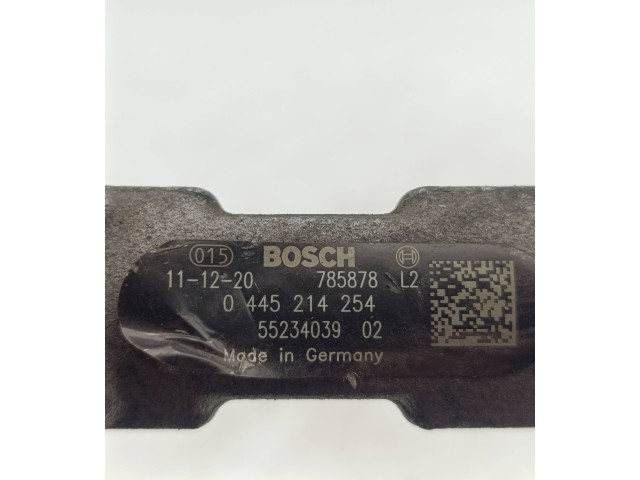 015 BOSCH
11-12-20 785878 L2
0 445 214 254
55234039 02
Made in Germany